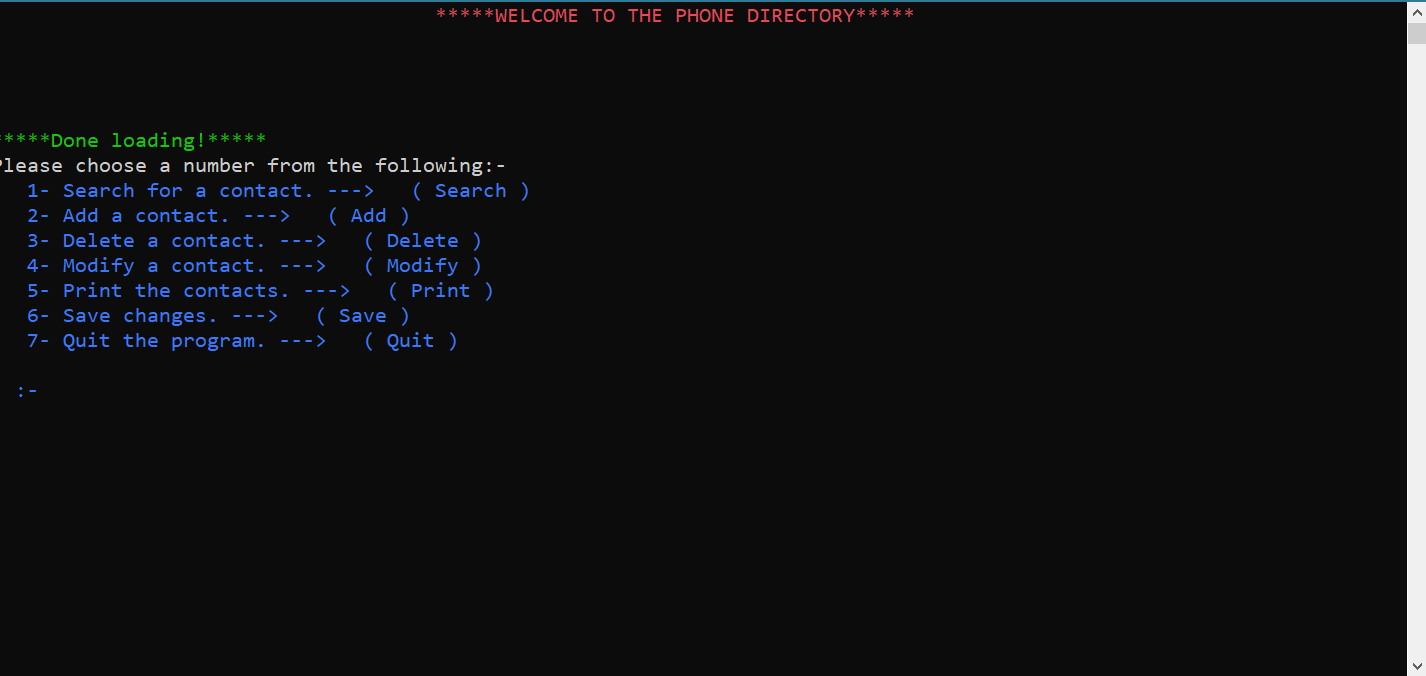 *****WELCOME TO THE PHONE DIRECTORY*****
*****Done loading!*****
Please choose a number from the following:-
1- Search for a contact. --->   ( Search )
2- Add a contact. --->   ( Add )
3- Delete a contact. --->   ( Delete )
4- Modify a contact. --->   ( Modify )
5- Print the contacts. --->   ( Print )
6- Save changes. --->   ( Save )
7- Quit the program. --->   ( Quit )
:-